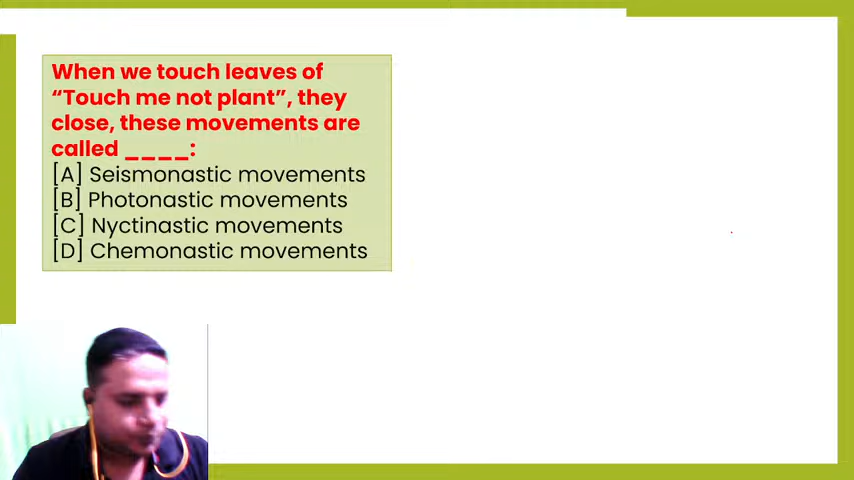 When we touch leaves of
“Touch me not plant”, they
close, these movements are
called ____:
[A] Seismonastic movements
[B] Photonastic movements
[C] Nyctinastic movements
[D] Chemonastic movements